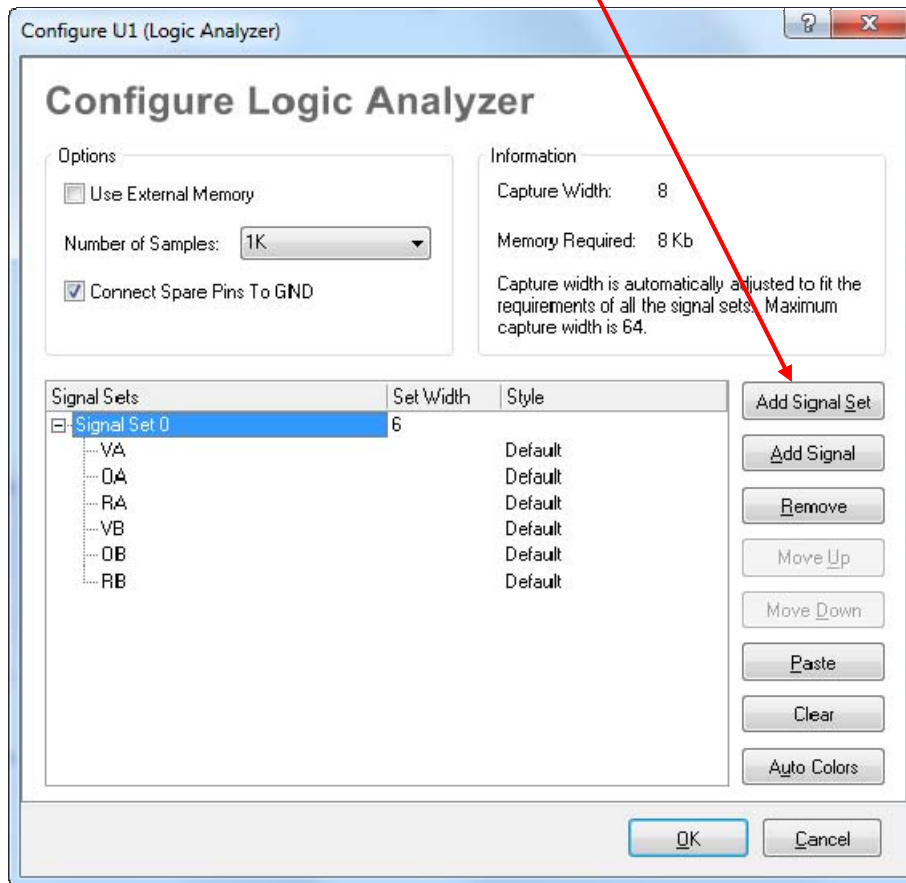 Configure U1 (Logic Analyzer)
Configure Logic Analyzer
Options
Use External Memory
Number of Samples: 1K
Connect Spare Pins To GND
Information
Capture Width: 8
Memory Required: 8 Kb
Capture width is automatically adjusted to fit the
requirements of all the signal sets. Maximum
capture width is 64.
Signal Sets Set Width Style
Signal Set 0 6
VA Default
OA Default
RA Default
VB Default
OB Default
RB Default
Add Signal Set
Add Signal
Remove
Move Up
Move Down
Paste
Clear
Auto Colors
OK Cancel